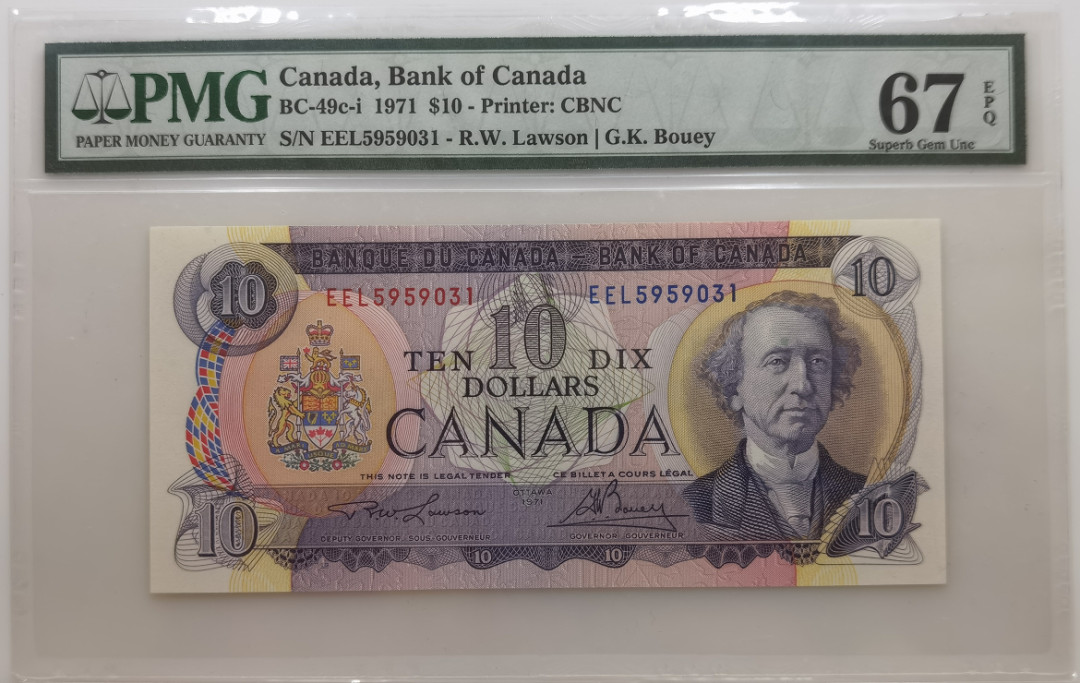 PMG
PAPER MONEY GUARANTY
Canada, Bank of Canada
BC-49c-i 1971 $10 - Printer: CBNC
S/N EEL5959031 - R.W. Lawson | G.K. Bouey
67
EPQ
Superb Gem Unc
BANQUE DU CANADA – BANK OF CANADA
10
10
EEL5959031
EEL5959031
TEN 10 DIX
DOLLARS
CANADA
THIS NOTE IS LEGAL TENDER
CE BILLET A COURS LÉGAL
OTTAWA
1971
R.W. Lawson
G.K. Bouey
DEPUTY GOVERNOR · SOUS-GOUVERNEUR
GOVERNOR · GOUVERNEUR
10
10
10
10